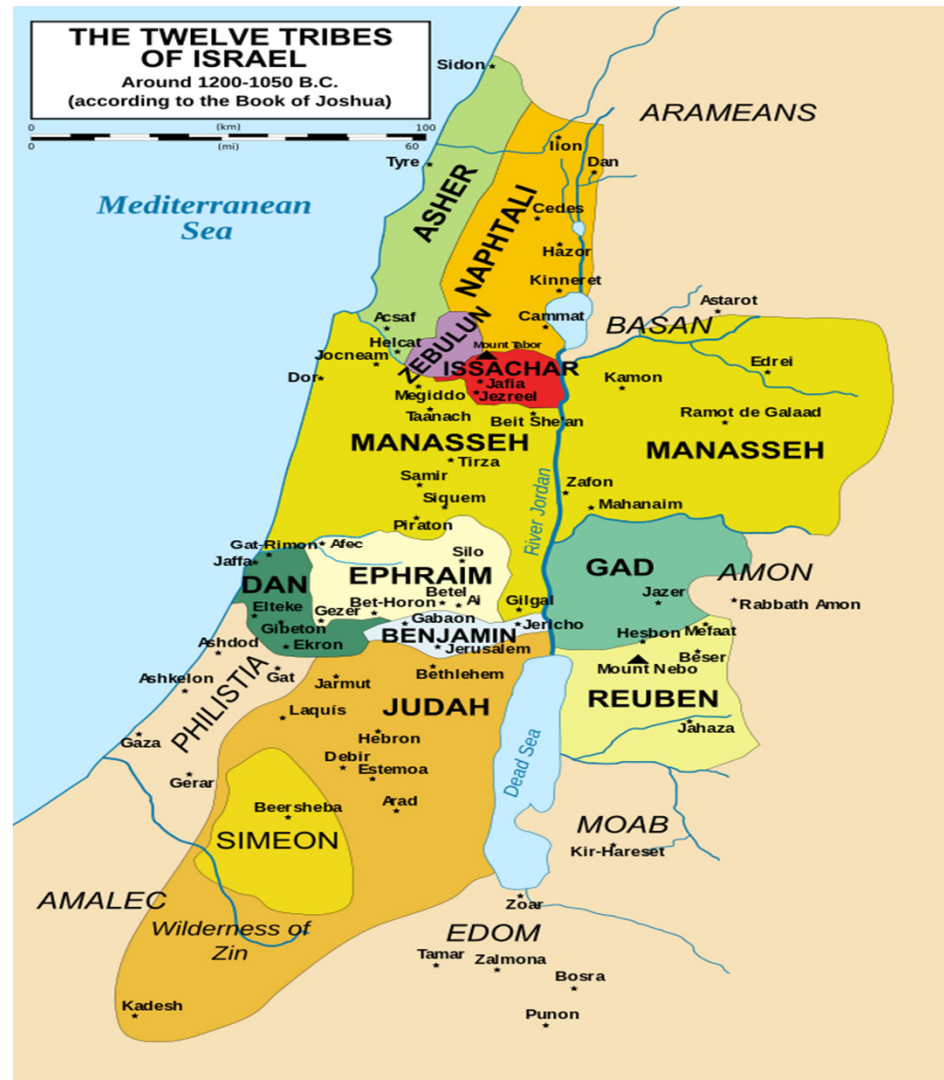 THE TWELVE TRIBES
OF ISRAEL
Around 1200-1050 B.C.
(according to the Book of Joshua)
0 (km) 100
0 (mi) 60
Sidon
ARAMEANS
Ilion
Tyre
Dan
ASHER
NAPHTALI
Mediterranean
Sea
Cedes
Hazor
Kinneret
Astarot
Acsaf
Cammat
BASAN
ZEBULUN
Helcat
Mount Tabor
Jocneam
ISSACHAR
Edrei
Dor
Jafia
Kamon
Megiddo
Jezreel
Taanach
Beit She'an
Ramot de Galaad
MANASSEH
MANASSEH
Tirza
Samir
Zafon
Siquem
Mahanaim
River Jordan
Piraton
Gat-Rimon
Afec
Silo
Jaffa
DAN
EPHRAIM
GAD
AMON
Betel
Jazer
Elteke
Gezer
Bet-Horon
Ai
Gilgal
Rabbath Amon
Gabaon
Jericho
Gibeton
BENJAMIN
Hesbon
Mefaat
Ashdod
Ekron
Jerusalem
Beser
Mount Nebo
Ashkelon
PHILISTIA
Gat
Jarmut
Bethlehem
REUBEN
Laquís
JUDAH
Jahaza
Gaza
Hebron
Dead Sea
Debir
Estemoa
Gerar
Beersheba
Arad
SIMEON
MOAB
Kir-Hareset
AMALEC
Zoar
Wilderness of
Zin
EDOM
Tamar
Zalmona
Bosra
Kadesh
Punon